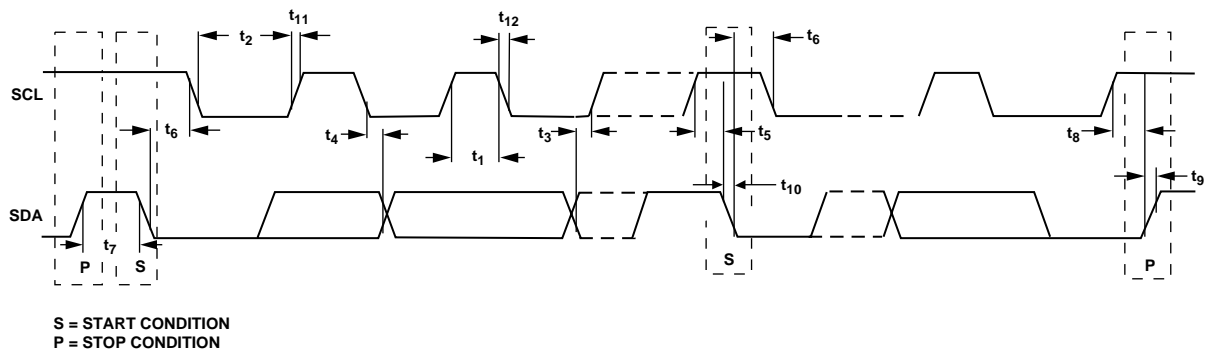 t11
t12
t2
t6
SCL
t6
t4
t3
t5
t8
t1
t9
t10
SDA
t7
P
S
S
P
S = START CONDITION
P = STOP CONDITION